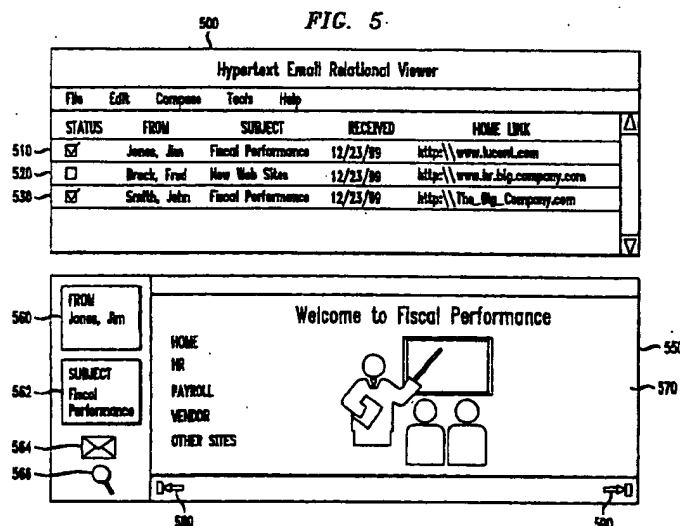 FIG. 5
500
Hypertext Email Relational Viewer
File Edit Compose Tools Help
STATUS FROM SUBJECT RECEIVED HOME LINK
510 Jones, Jim Fiscal Performance 12/23/99 http:\\www.lucent.com
520 Brock, Fred New Web Sites 12/23/99 http:\\www.hr.big.company.com
530 Smith, John Fiscal Performance 12/23/99 http:\\The_Big_Company.com
560 FROM
Jones, Jim
562 SUBJECT
Fiscal
Performance
564
566
Welcome to Fiscal Performance
HOME
HR
PAYROLL
VENDOR
OTHER SITES
550
570
580
590